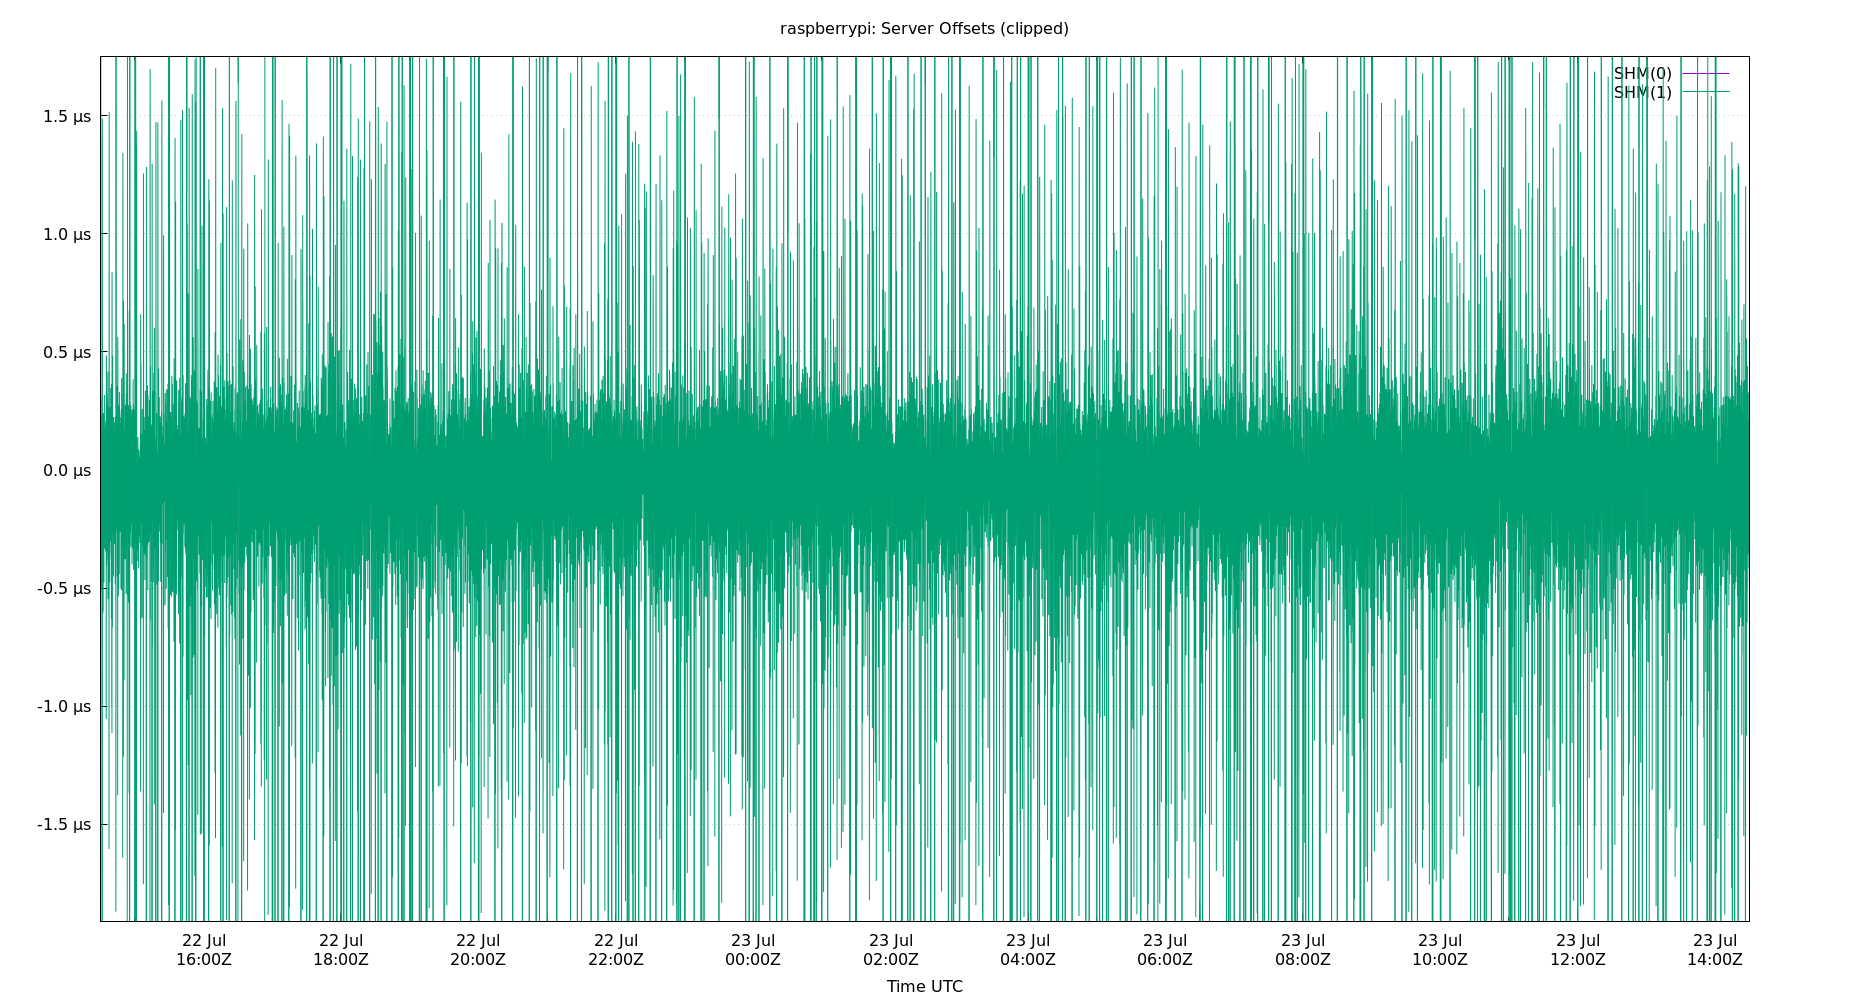 raspberrypi: Server Offsets (clipped)
SHM(0)
SHM(1)
1.5 µs
1.0 µs
0.5 µs
0.0 µs
-0.5 µs
-1.0 µs
-1.5 µs
22 Jul 22 Jul 22 Jul 22 Jul 23 Jul 23 Jul 23 Jul 23 Jul 23 Jul 23 Jul 23 Jul 23 Jul
16:00Z 18:00Z 20:00Z 22:00Z 00:00Z 02:00Z 04:00Z 06:00Z 08:00Z 10:00Z 12:00Z 14:00Z
Time UTC